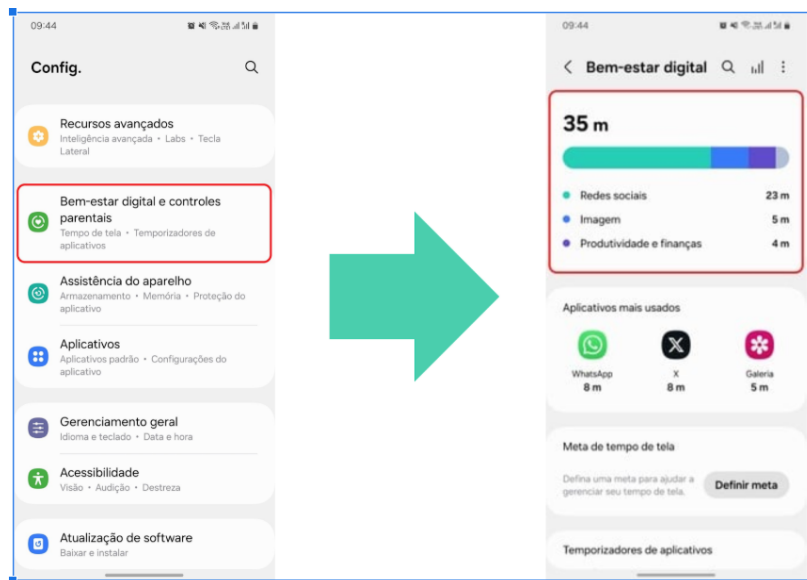 09:44
Config.
Recursos avançados
Inteligência avançada • Labs • Tecla
Lateral
Bem-estar digital e controles
parentais
Tempo de tela • Temporizadores de
aplicativos
Assistência do aparelho
Armazenamento • Memória • Proteção do
aplicativo
Aplicativos
Aplicativos padrão • Configurações do
aplicativo
Gerenciamento geral
Idioma e teclado • Data e hora
Acessibilidade
Visão • Audição • Destreza
Atualização de software
Baixar e instalar
09:44
Bem-estar digital
35 m
Redes sociais 23 m
Imagem 5 m
Produtividade e finanças 4 m
Aplicativos mais usados
WhatsApp X Galeria
8 m 8 m 5 m
Meta de tempo de tela
Defina uma meta para ajudar a
gerenciar seu tempo de tela.
Definir meta
Temporizadores de aplicativos